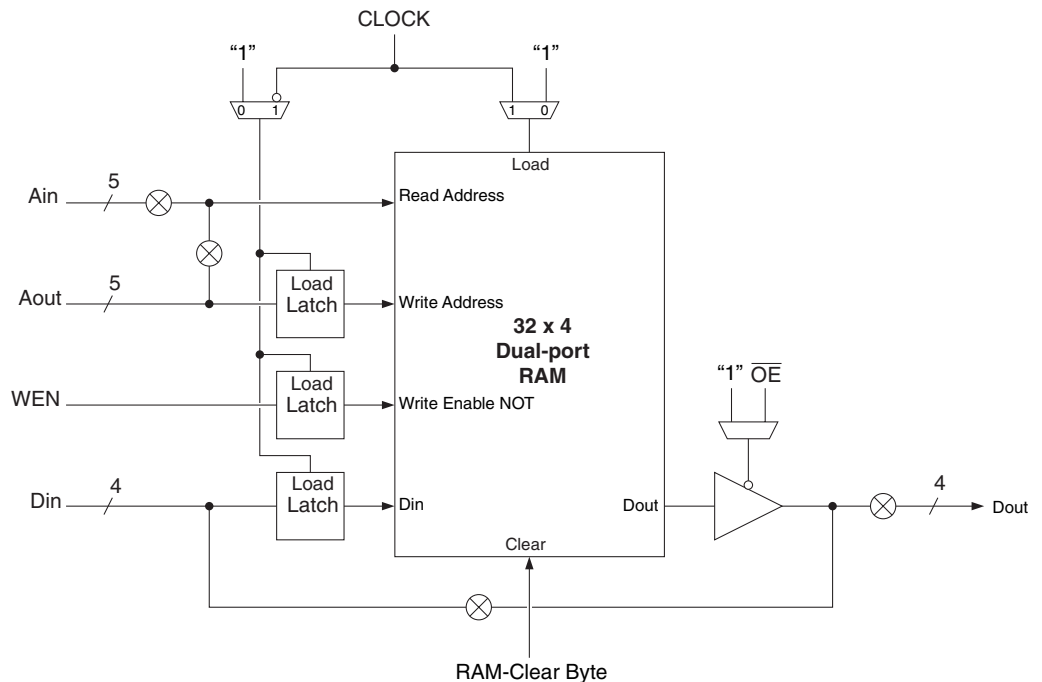 CLOCK
“1”
“1”
0 1
1 0
Load
Ain
5
Read Address
Aout
5
Load
Latch
Write Address
32 x 4
Dual-port
RAM
“1” OE
WEN
Load
Latch
Write Enable NOT
Din
4
Load
Latch
Din
Dout
4
Dout
Clear
RAM-Clear Byte